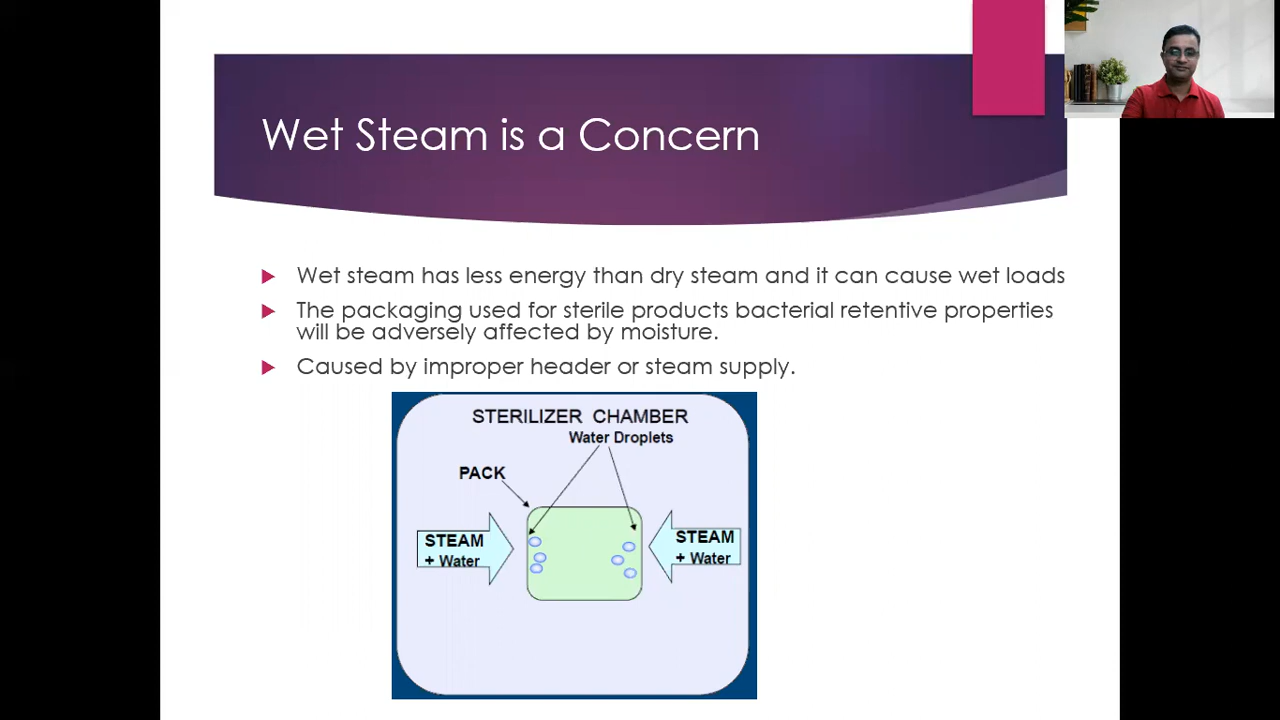 Wet Steam is a Concern
Wet steam has less energy than dry steam and it can cause wet loads
The packaging used for sterile products bacterial retentive properties
will be adversely affected by moisture.
Caused by improper header or steam supply.
STERILIZER CHAMBER
Water Droplets
PACK
STEAM
+ Water
STEAM
+ Water